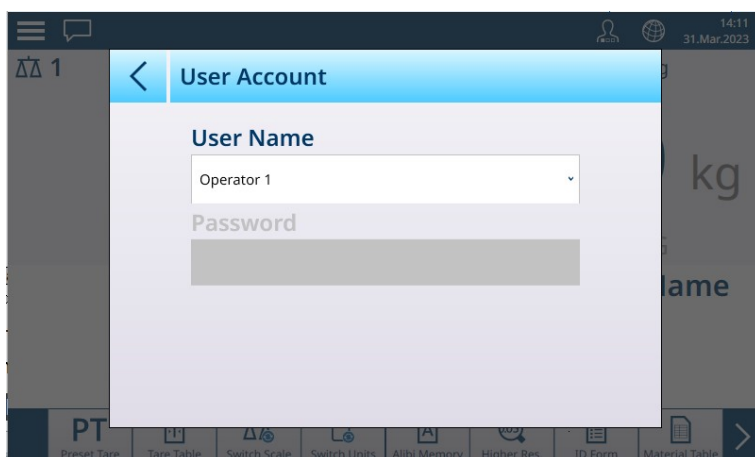 14:11
31.Mar.2023
1
g
User Account
User Name
Operator 1
kg
Password
G
lame
PT
Preset Tare
Tare Table
Switch Scale
Switch Units
Alibi Memory
Higher Res.
ID Form
Material Table